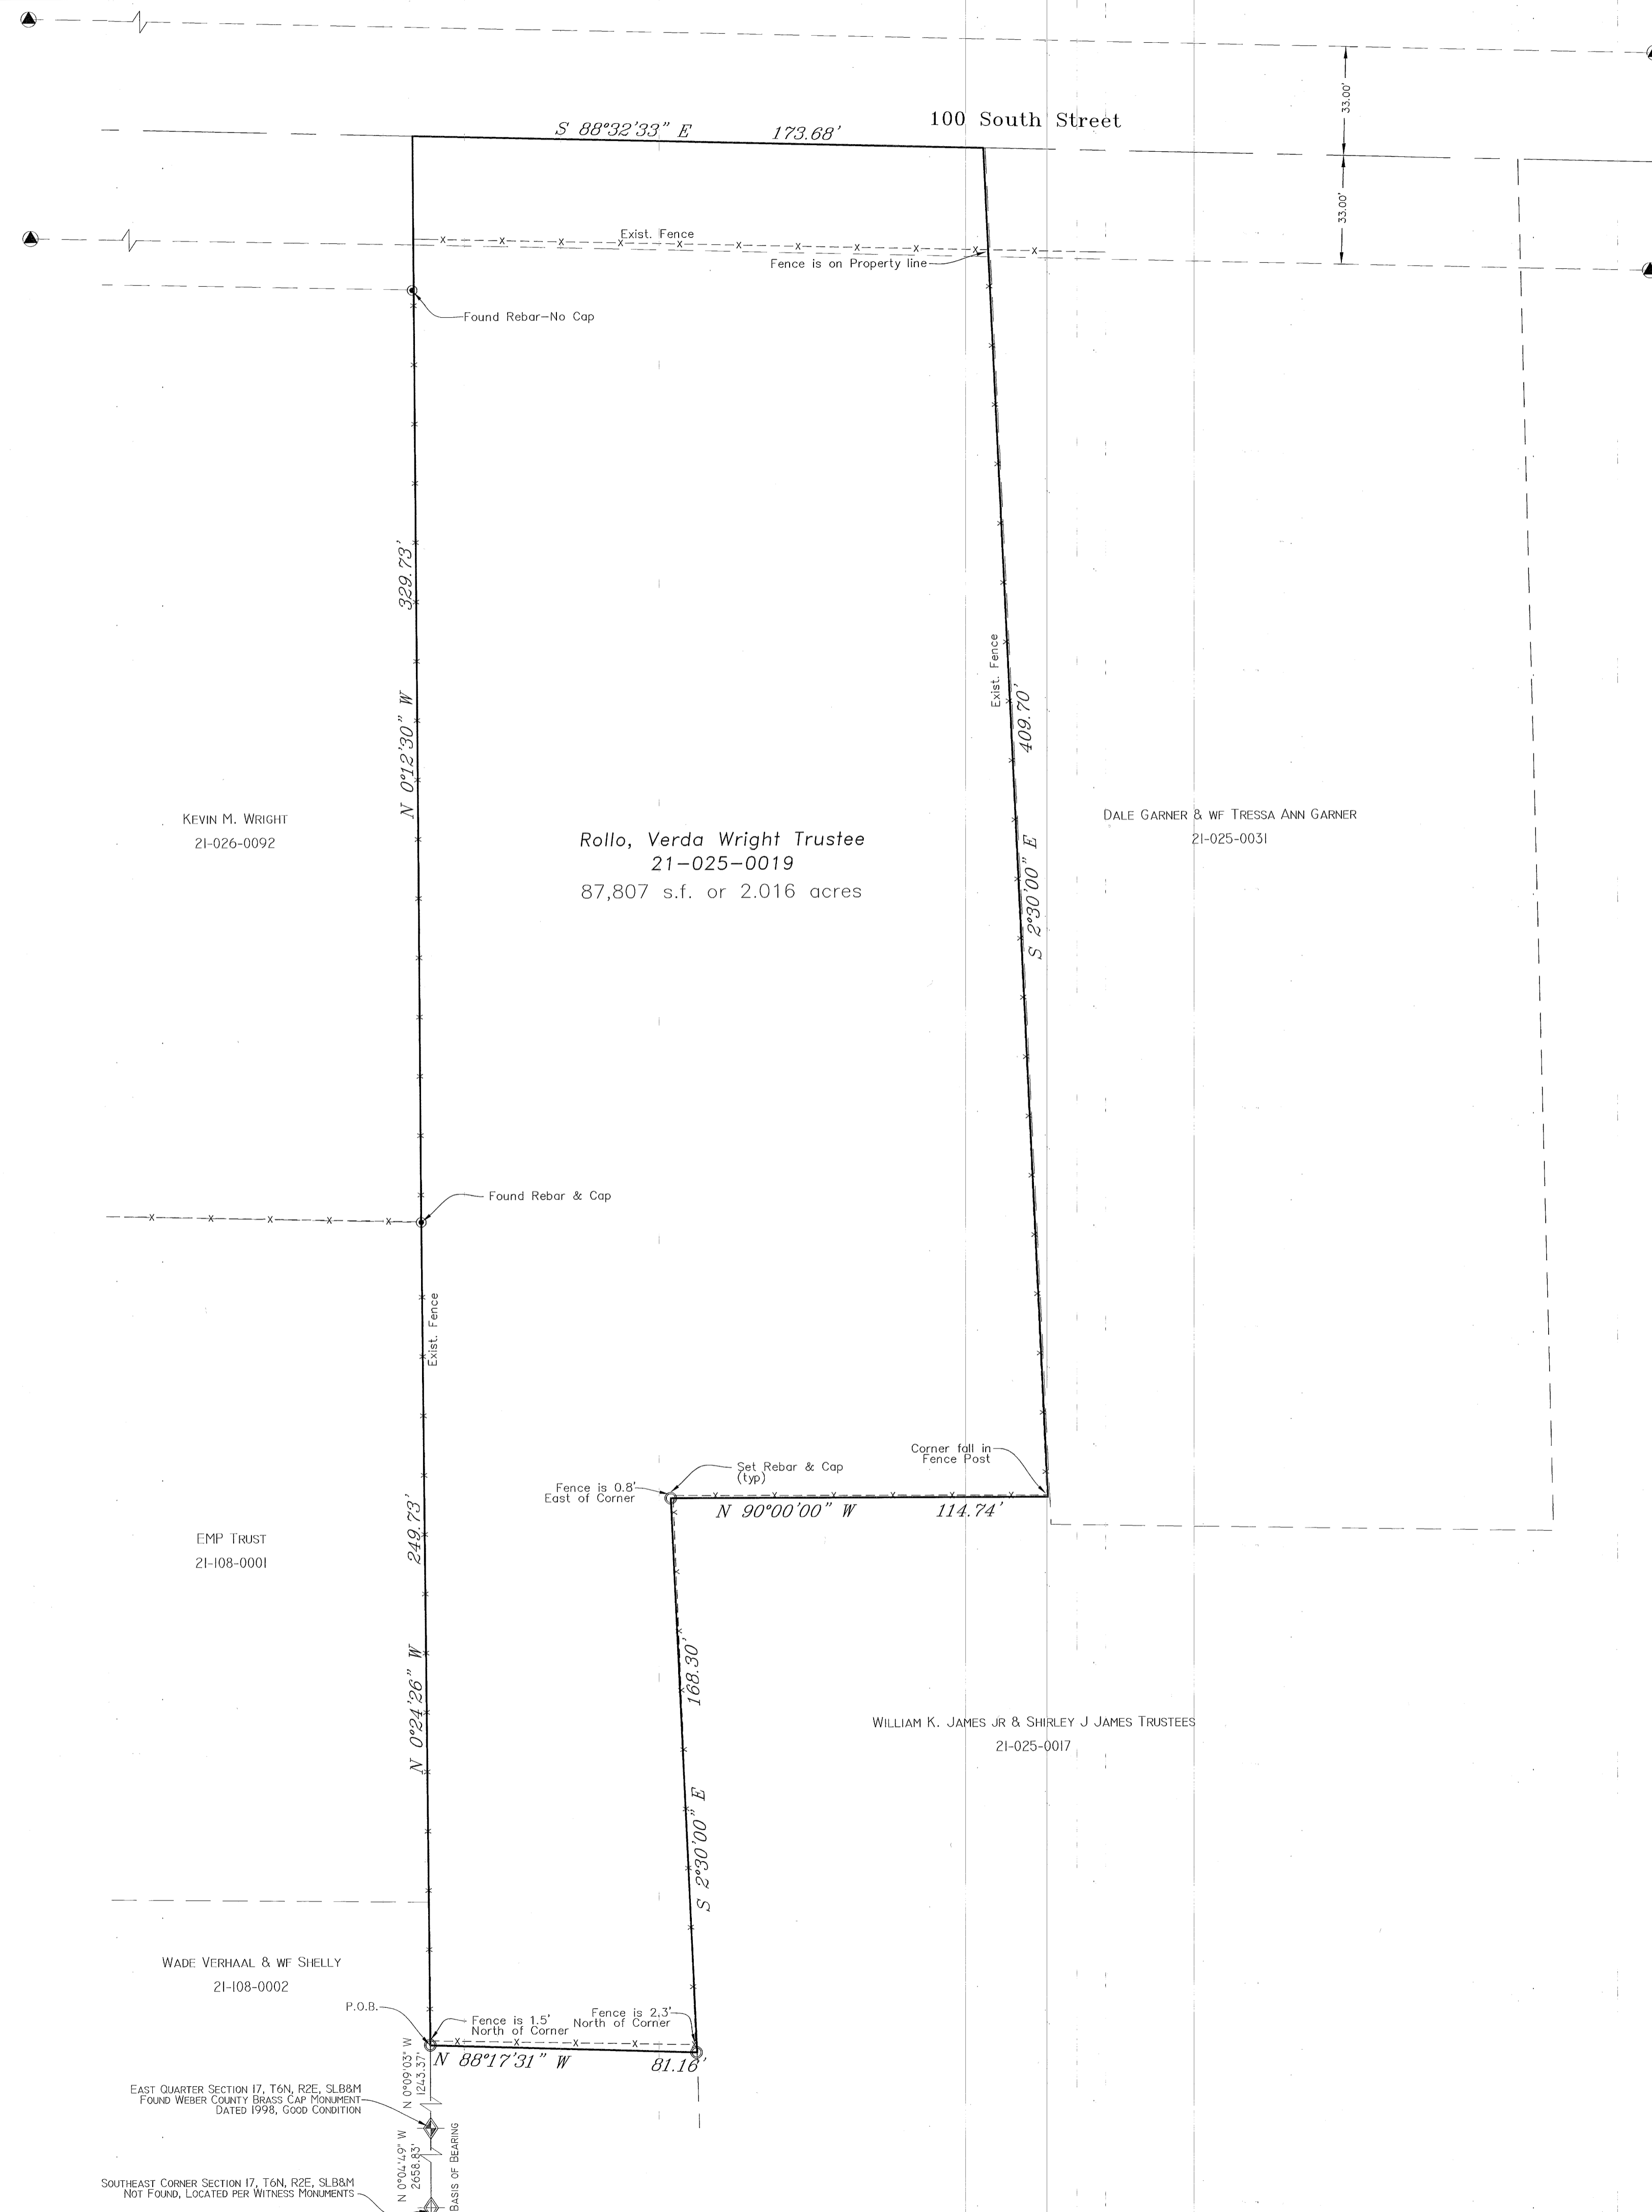 100 South Street
S 88°32'33" E 173.68'
33.00'
33.00'
Exist. Fence
Fence is on Property line
Found Rebar-No Cap
329.73'
N 0°12'30" W
Exist. Fence
409.70'
S 2°30'00" E
KEVIN M. WRIGHT
21-026-0092
Rollo, Verda Wright Trustee
21-025-0019
87,807 s.f. or 2.016 acres
DALE GARNER & WF TRESSA ANN GARNER
21-025-0031
Found Rebar & Cap
Exist. Fence
Corner fall in
Fence Post
Set Rebar & Cap
(typ)
Fence is 0.8'
East of Corner
N 90°00'00" W 114.74'
249.73'
N 0°24'26" W
EMP TRUST
21-108-0001
168.30'
S 2°30'00" E
WILLIAM K. JAMES JR & SHIRLEY J JAMES TRUSTEES
21-025-0017
WADE VERHAAL & WF SHELLY
21-108-0002
P.O.B.
Fence is 1.5'
North of Corner
Fence is 2.3'
North of Corner
N 88°17'31" W 81.16'
N 0°09'03" W
1243.37'
EAST QUARTER SECTION 17, T6N, R2E, SLB&M
FOUND WEBER COUNTY BRASS CAP MONUMENT
DATED 1998, GOOD CONDITION
N 0°04'49" W
2658.83'
BASIS OF BEARING
SOUTHEAST CORNER SECTION 17, T6N, R2E, SLB&M
NOT FOUND, LOCATED PER WITNESS MONUMENTS